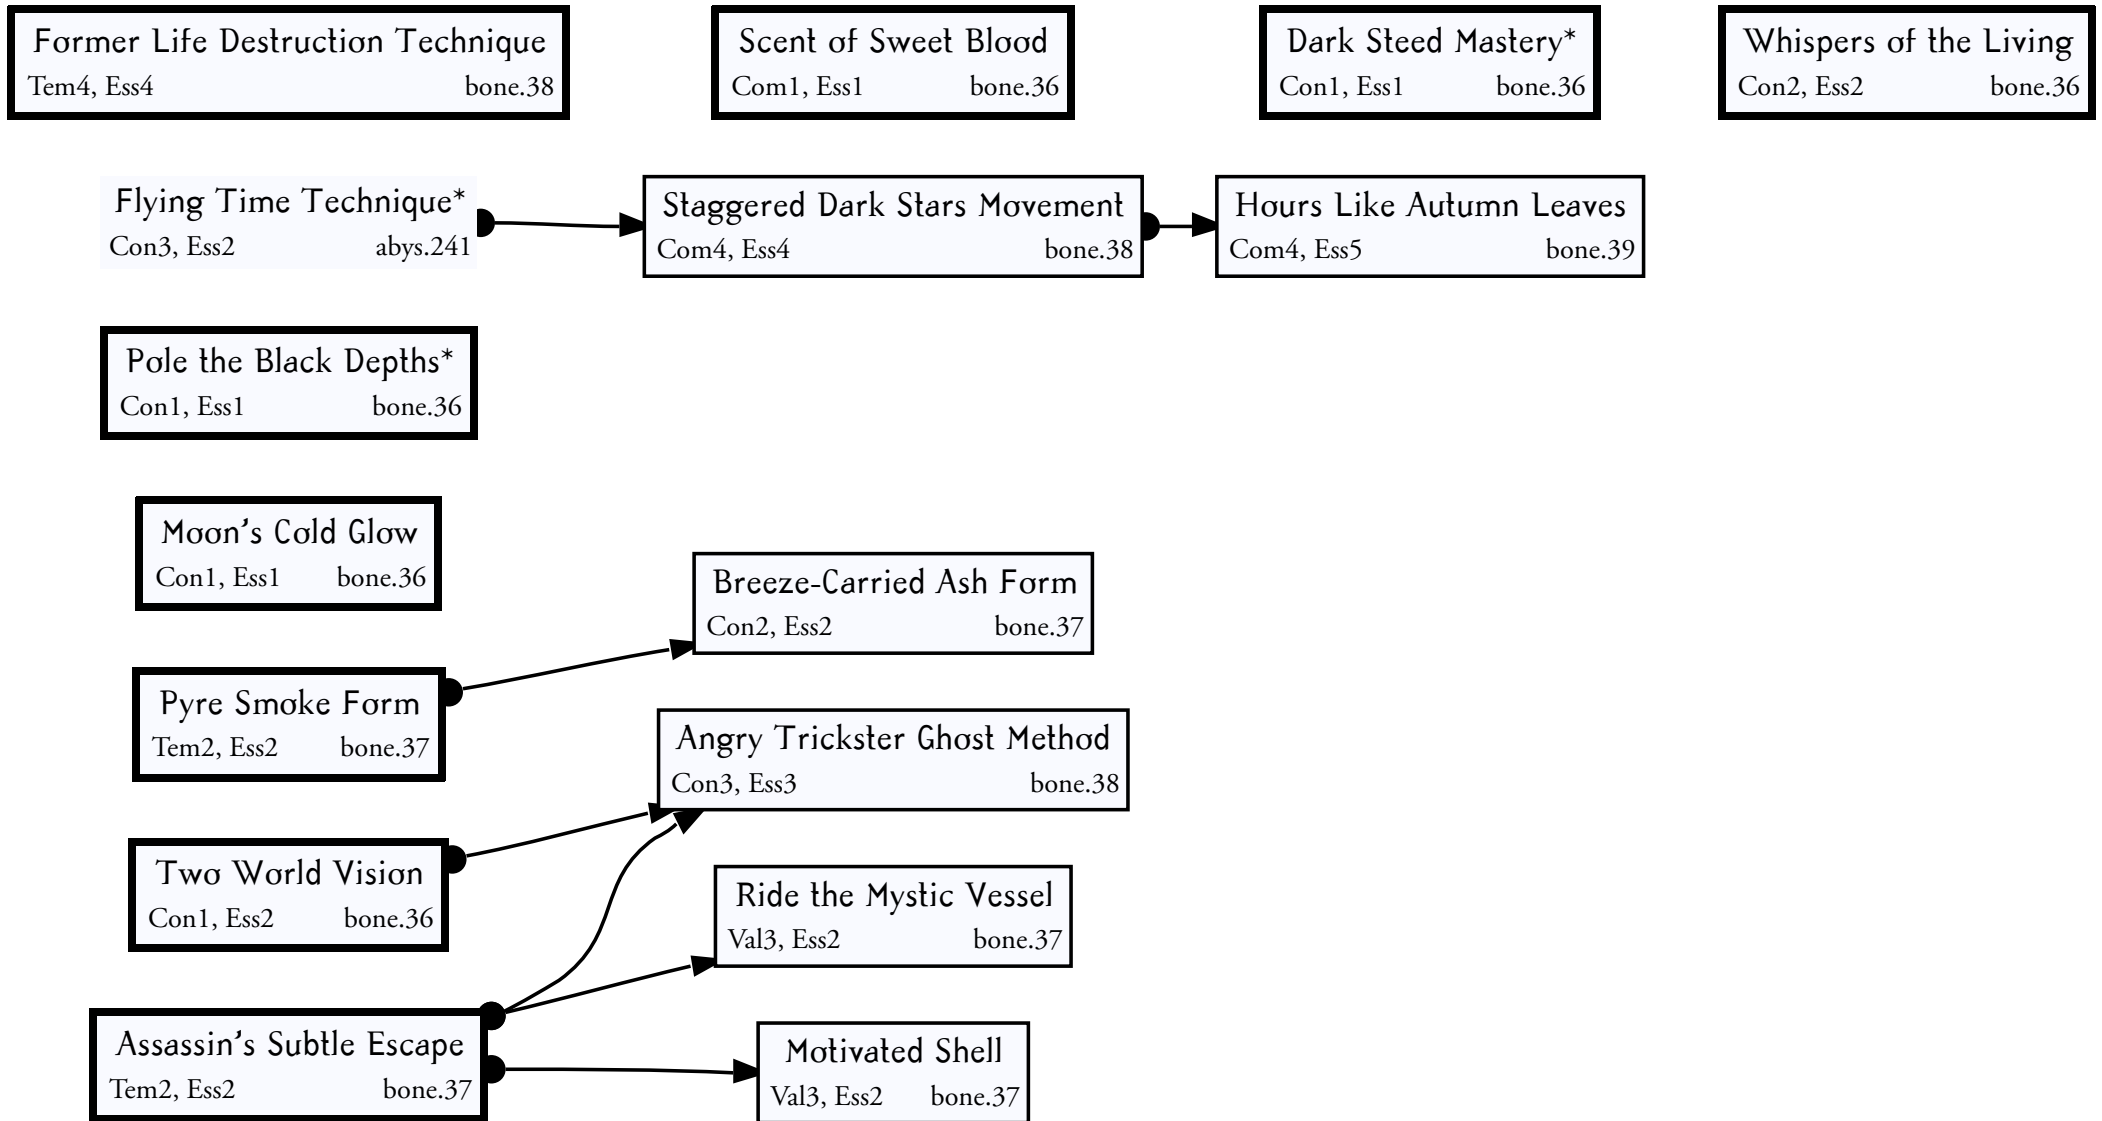 Former Life Destruction Technique
Tem4, Ess4 bone.38
Scent of Sweet Blood
Com1, Ess1 bone.36
Dark Steed Mastery*
Con1, Ess1 bone.36
Whispers of the Living
Con2, Ess2 bone.36
Flying Time Technique*
Con3, Ess2 abys.241
Staggered Dark Stars Movement
Com4, Ess4 bone.38
Hours Like Autumn Leaves
Com4, Ess5 bone.39
Pole the Black Depths*
Con1, Ess1 bone.36
Moon's Cold Glow
Con1, Ess1 bone.36
Breeze-Carried Ash Form
Con2, Ess2 bone.37
Pyre Smoke Form
Tem2, Ess2 bone.37
Angry Trickster Ghost Method
Con3, Ess3 bone.38
Two World Vision
Con1, Ess2 bone.36
Ride the Mystic Vessel
Val3, Ess2 bone.37
Assassin's Subtle Escape
Tem2, Ess2 bone.37
Motivated Shell
Val3, Ess2 bone.37